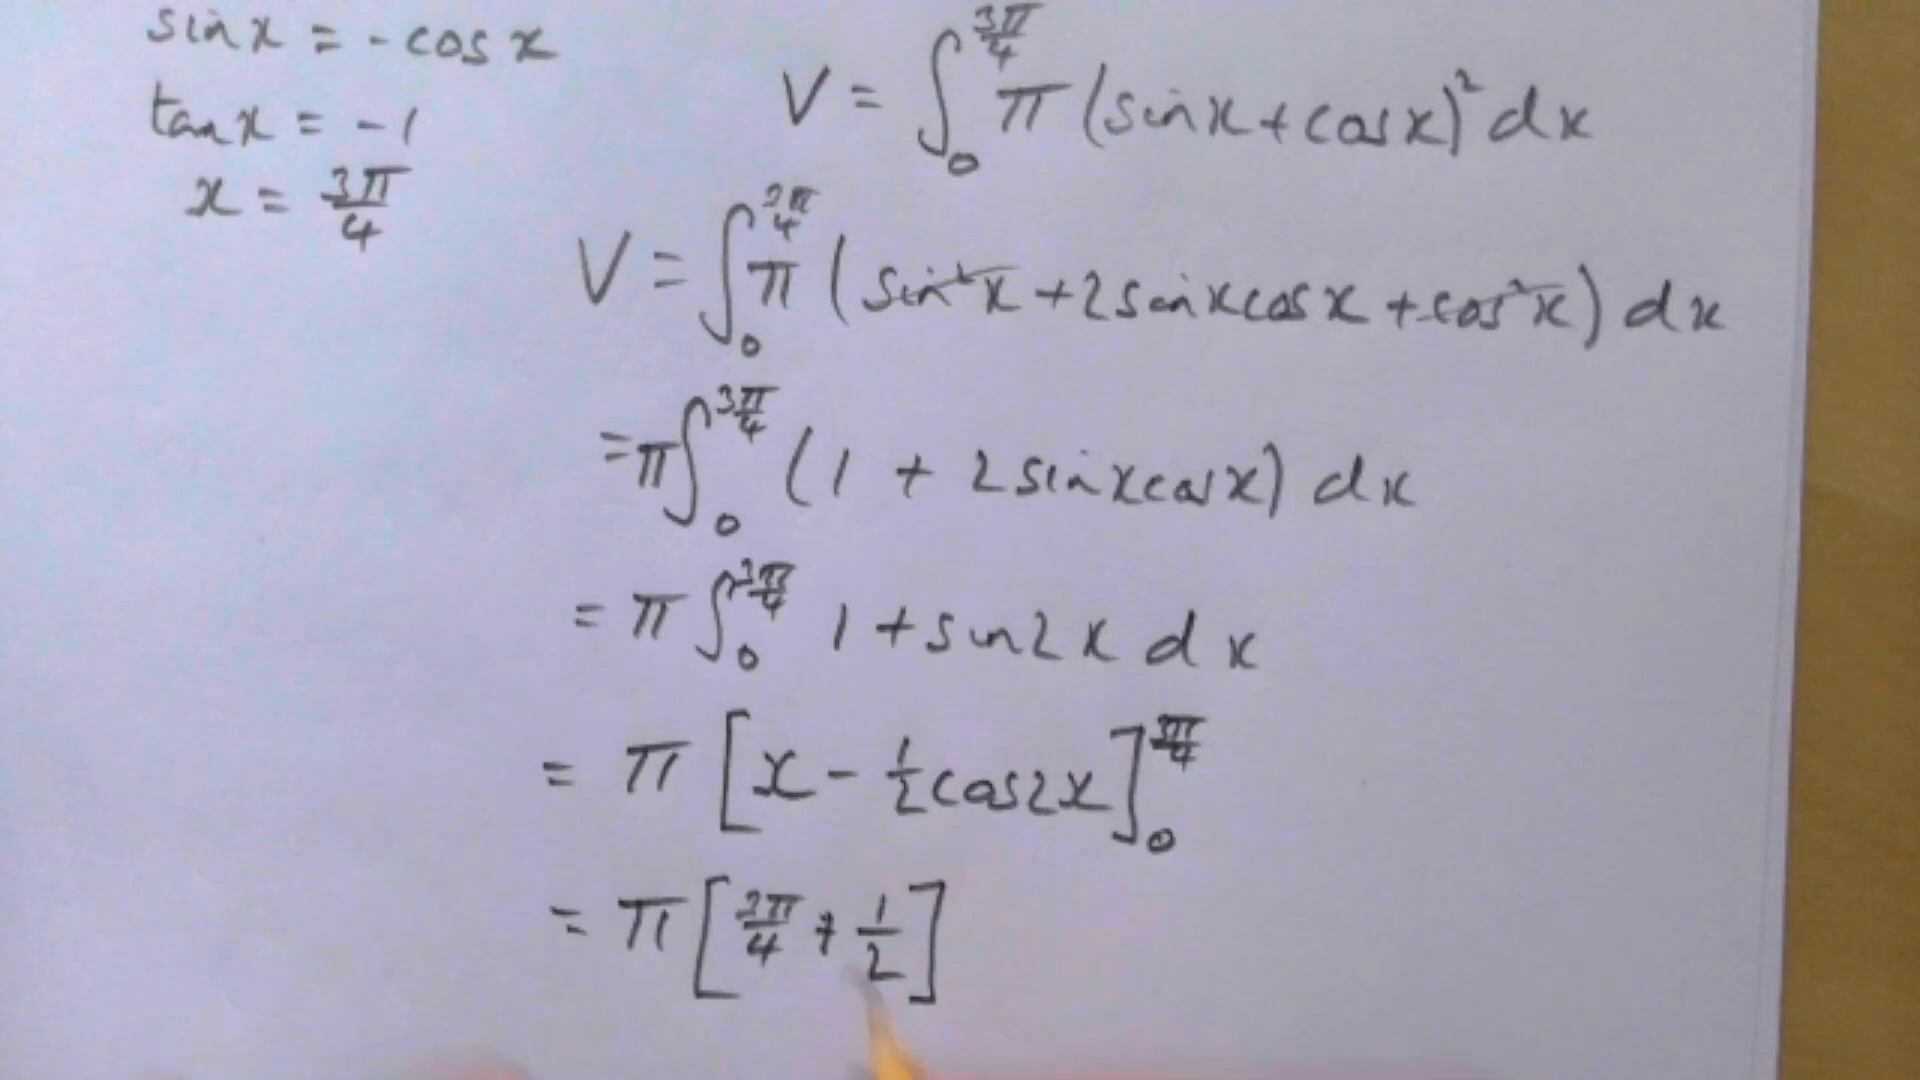 sin x = - cos x
tan x = - 1
x = 3π/4
V = ∫₀^(3π/4) π (sin x + cos x)² dx
V = ∫₀^(3π/4) π (sin²x + 2 sin x cos x + cos²x) dx
= π ∫₀^(3π/4) (1 + 2 sin x cos x) dx
= π ∫₀^(3π/4) 1 + sin 2x dx
= π [x - ½ cos 2x]₀^(3π/4)
= π [3π/4 + 1/2]